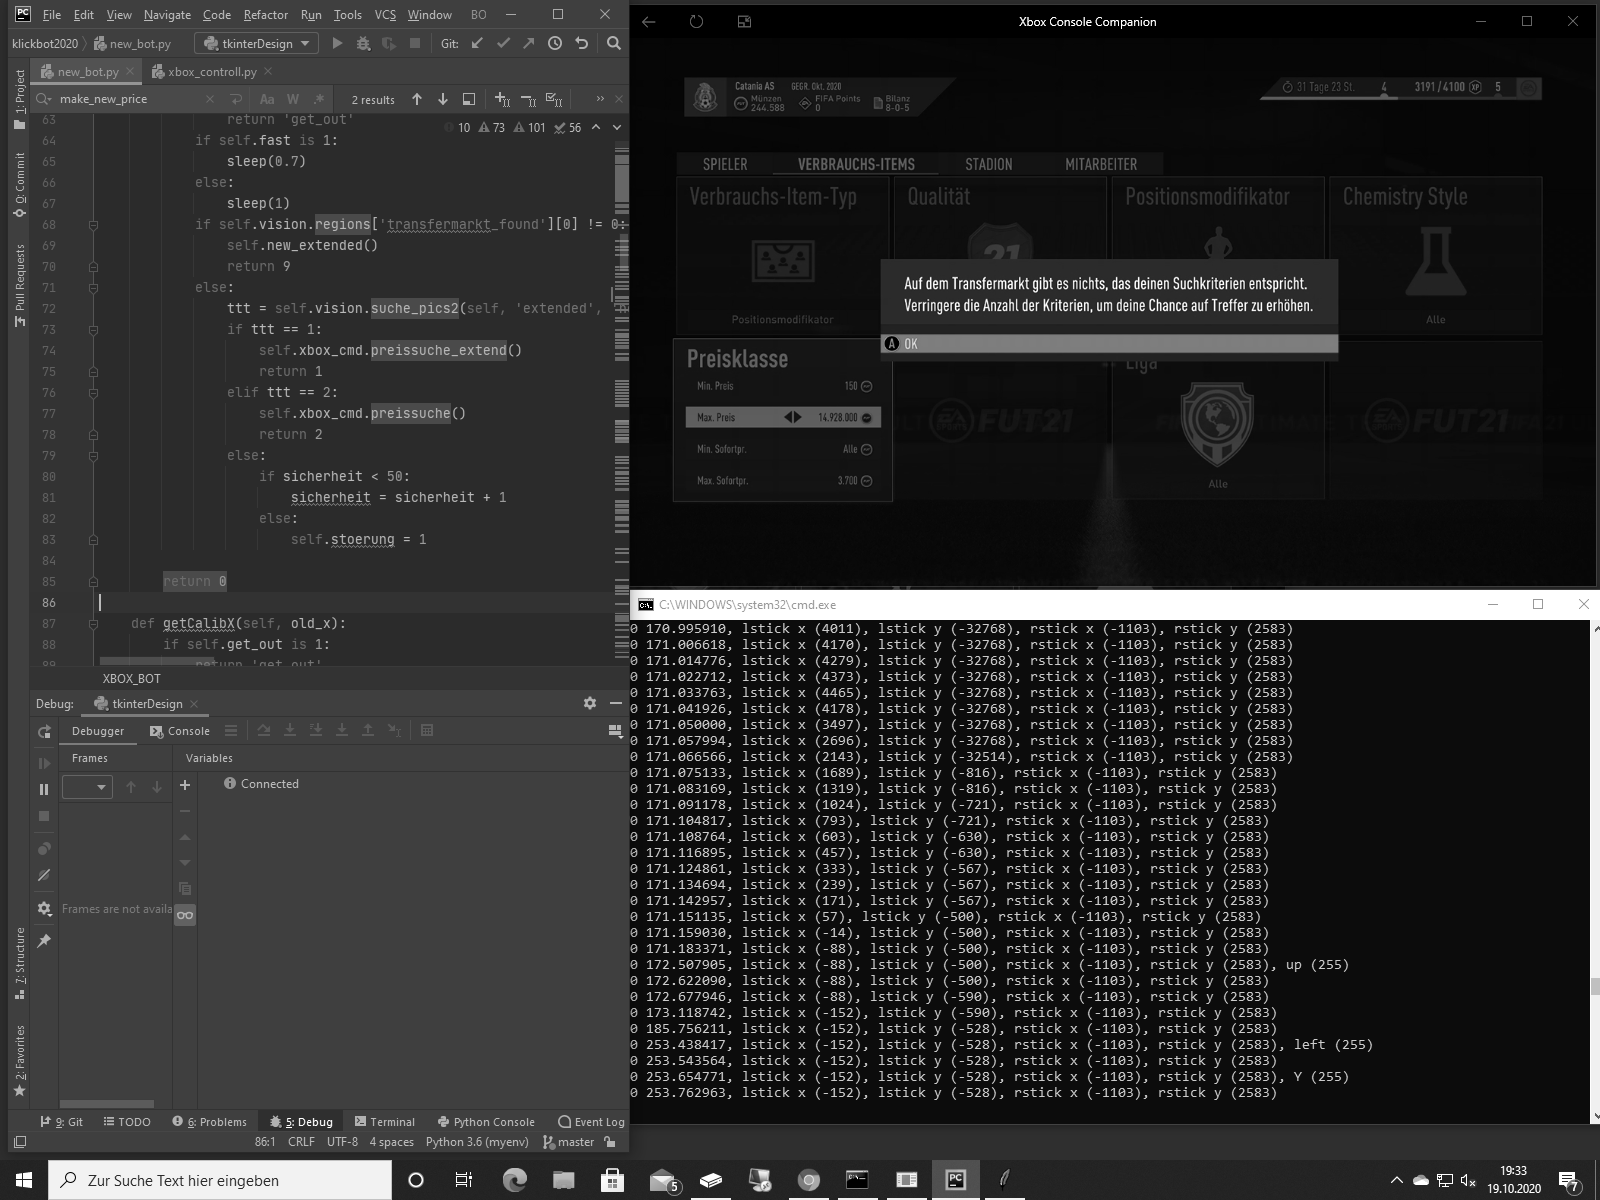 File Edit View Navigate Code Refactor Run Tools VCS Window BO
klickbot2020 new_bot.py tkinterDesign Git:
new_bot.py xbox_controll.py
make_new_price Aa W .* 2 results
10 73 101 56
63 return 'get_out'
64 if self.fast is 1:
65 sleep(0.7)
66 else:
67 sleep(1)
68 if self.vision.regions['transfermarkt_found'][0] != 0:
69 self.new_extended()
70 return 9
71 else:
72 ttt = self.vision.suche_pics2(self, 'extended',
73 if ttt == 1:
74 self.xbox_cmd.preissuche_extend()
75 return 1
76 elif ttt == 2:
77 self.xbox_cmd.preissuche()
78 return 2
79 else:
80 if sicherheit < 50:
81 sicherheit = sicherheit + 1
82 else:
83 self.stoerung = 1
84
85 return 0
86
87 def getCalibX(self, old_x):
88 if self.get_out is 1:
89 return 'get_out'
XBOX_BOT
1: Project
0: Commit
Pull Requests
7: Structure
2: Favorites
Debug: tkinterDesign
Debugger Console
Frames Variables
Connected
Frames are not availa
9: Git TODO 6: Problems 5: Debug Terminal Python Console Event Log
86:1 CRLF UTF-8 4 spaces Python 3.6 (myenv) master
Xbox Console Companion
Catania AS GEGR. Okt. 2020
Münzen 244.588 FIFA Points 0 Bilanz 8-0-5
31 Tage 23 St. 4 3191/4100 XP 5
SPIELER VERBRAUCHS-ITEMS STADION MITARBEITER
Verbrauchs-Item-Typ Qualität Positionsmodifikator Chemistry Style
21
Auf dem Transfermarkt gibt es nichts, das deinen Suchkriterien entspricht.
Verringere die Anzahl der Kriterien, um deine Chance auf Treffer zu erhöhen.
Positionsmodifikator Alle
A OK
Preisklasse Liga
Min. Preis 150
Max. Preis 14.928.000
Min. Sofortpr. Alle
Max. Sofortpr. 3.700
FUT21 FUT21
Alle
C:\WINDOWS\system32\cmd.exe
0 170.995910, lstick x (4011), lstick y (-32768), rstick x (-1103), rstick y (2583)
0 171.006618, lstick x (4170), lstick y (-32768), rstick x (-1103), rstick y (2583)
0 171.014776, lstick x (4279), lstick y (-32768), rstick x (-1103), rstick y (2583)
0 171.022712, lstick x (4373), lstick y (-32768), rstick x (-1103), rstick y (2583)
0 171.033763, lstick x (4465), lstick y (-32768), rstick x (-1103), rstick y (2583)
0 171.041926, lstick x (4178), lstick y (-32768), rstick x (-1103), rstick y (2583)
0 171.050000, lstick x (3497), lstick y (-32768), rstick x (-1103), rstick y (2583)
0 171.057994, lstick x (2696), lstick y (-32768), rstick x (-1103), rstick y (2583)
0 171.066566, lstick x (2143), lstick y (-32514), rstick x (-1103), rstick y (2583)
0 171.075133, lstick x (1689), lstick y (-816), rstick x (-1103), rstick y (2583)
0 171.083169, lstick x (1319), lstick y (-816), rstick x (-1103), rstick y (2583)
0 171.091178, lstick x (1024), lstick y (-721), rstick x (-1103), rstick y (2583)
0 171.104817, lstick x (793), lstick y (-721), rstick x (-1103), rstick y (2583)
0 171.108764, lstick x (603), lstick y (-630), rstick x (-1103), rstick y (2583)
0 171.116895, lstick x (457), lstick y (-630), rstick x (-1103), rstick y (2583)
0 171.124861, lstick x (333), lstick y (-567), rstick x (-1103), rstick y (2583)
0 171.134694, lstick x (239), lstick y (-567), rstick x (-1103), rstick y (2583)
0 171.142957, lstick x (171), lstick y (-567), rstick x (-1103), rstick y (2583)
0 171.151135, lstick x (57), lstick y (-500), rstick x (-1103), rstick y (2583)
0 171.159030, lstick x (-14), lstick y (-500), rstick x (-1103), rstick y (2583)
0 171.183371, lstick x (-88), lstick y (-500), rstick x (-1103), rstick y (2583)
0 172.507905, lstick x (-88), lstick y (-500), rstick x (-1103), rstick y (2583), up (255)
0 172.622090, lstick x (-88), lstick y (-500), rstick x (-1103), rstick y (2583)
0 172.677946, lstick x (-88), lstick y (-590), rstick x (-1103), rstick y (2583)
0 173.118742, lstick x (-152), lstick y (-590), rstick x (-1103), rstick y (2583)
0 185.756211, lstick x (-152), lstick y (-528), rstick x (-1103), rstick y (2583)
0 253.438417, lstick x (-152), lstick y (-528), rstick x (-1103), rstick y (2583), left (255)
0 253.543564, lstick x (-152), lstick y (-528), rstick x (-1103), rstick y (2583)
0 253.654771, lstick x (-152), lstick y (-528), rstick x (-1103), rstick y (2583), Y (255)
0 253.762963, lstick x (-152), lstick y (-528), rstick x (-1103), rstick y (2583)
Zur Suche Text hier eingeben
5
19:33
19.10.2020
7